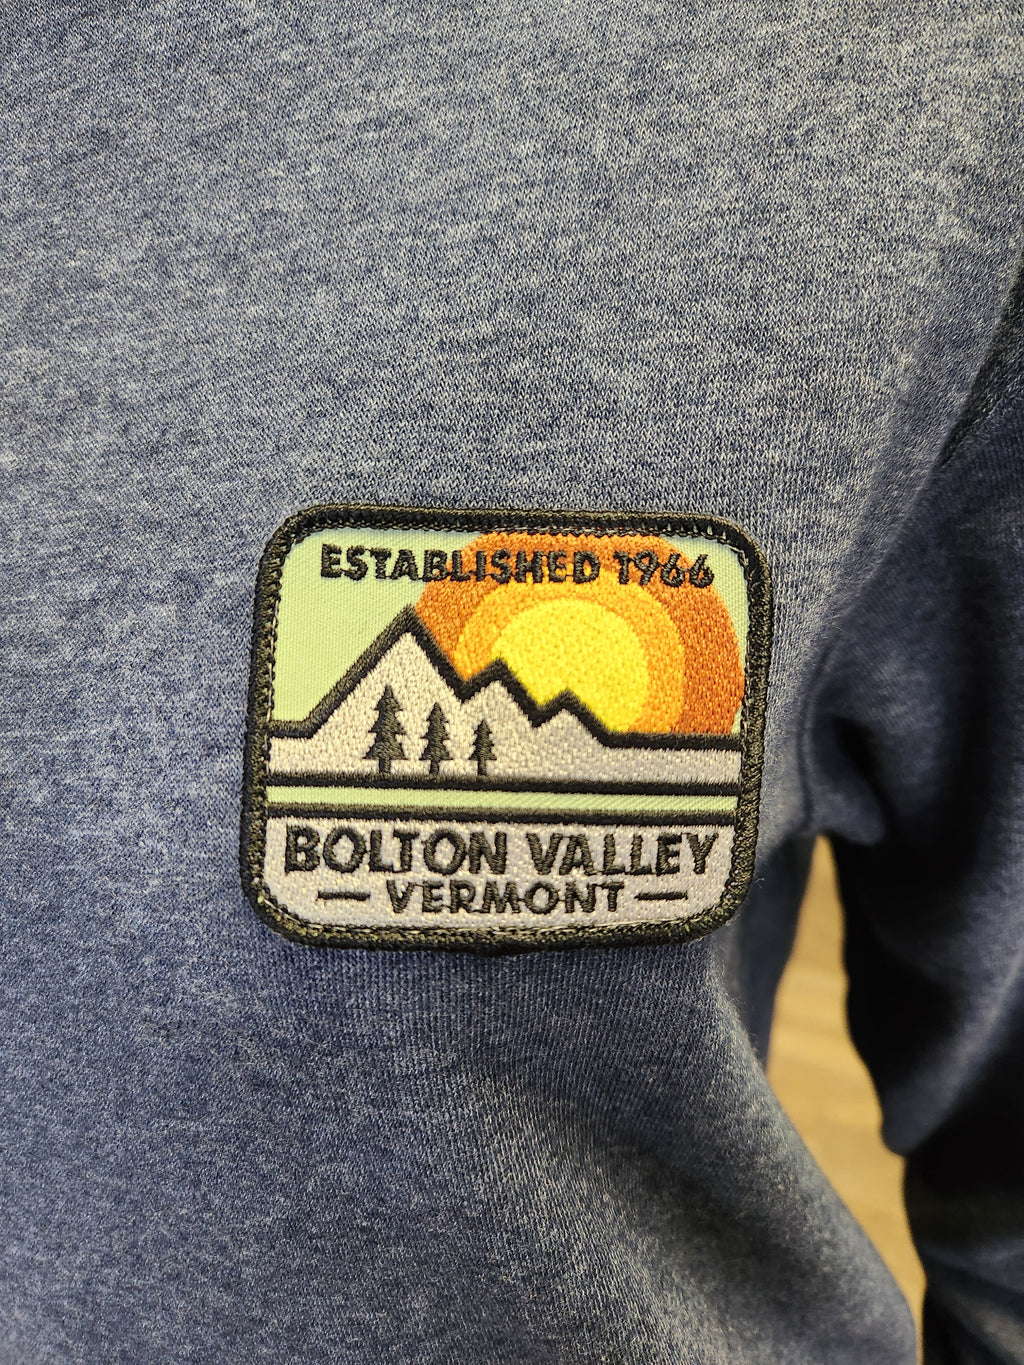 ESTABLISHED 1966
BOLTON VALLEY
— VERMONT —